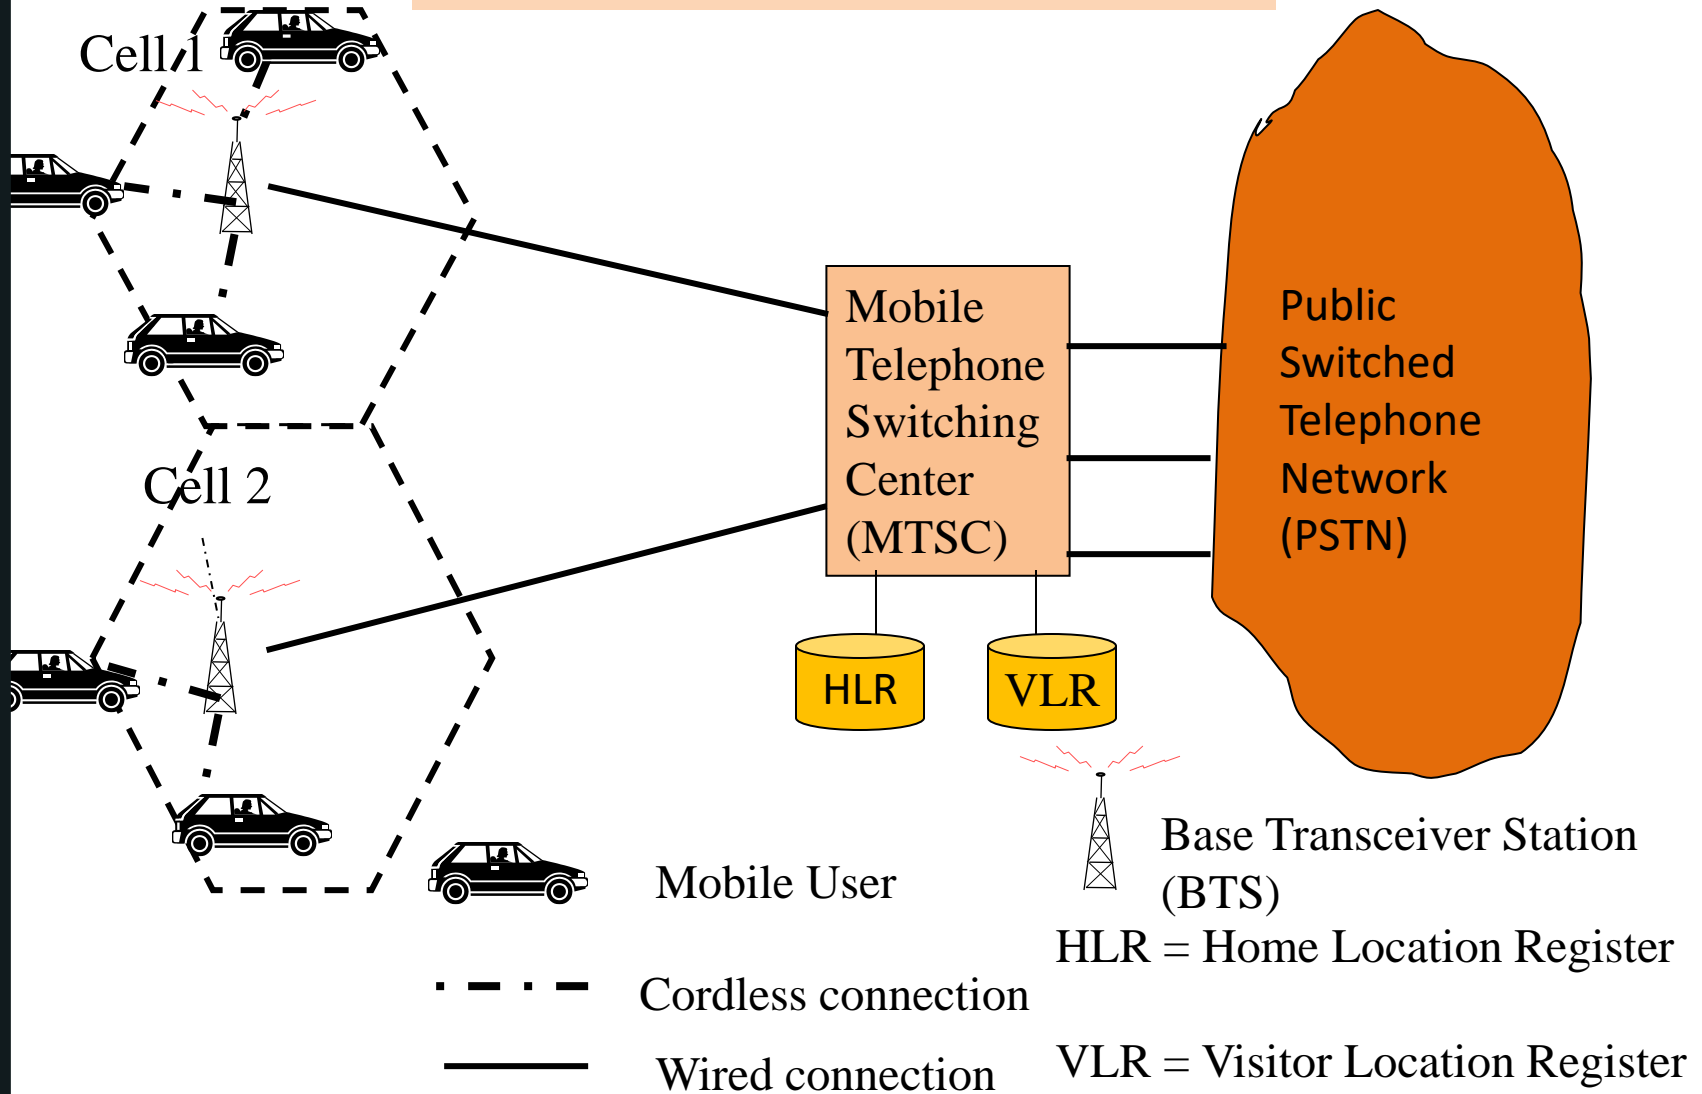 Cell 1
Cell 2
Mobile
Telephone
Switching
Center
(MTSC)
Public
Switched
Telephone
Network
(PSTN)
HLR
VLR
Mobile User
Base Transceiver Station
(BTS)
HLR = Home Location Register
Cordless connection
Wired connection
VLR = Visitor Location Register